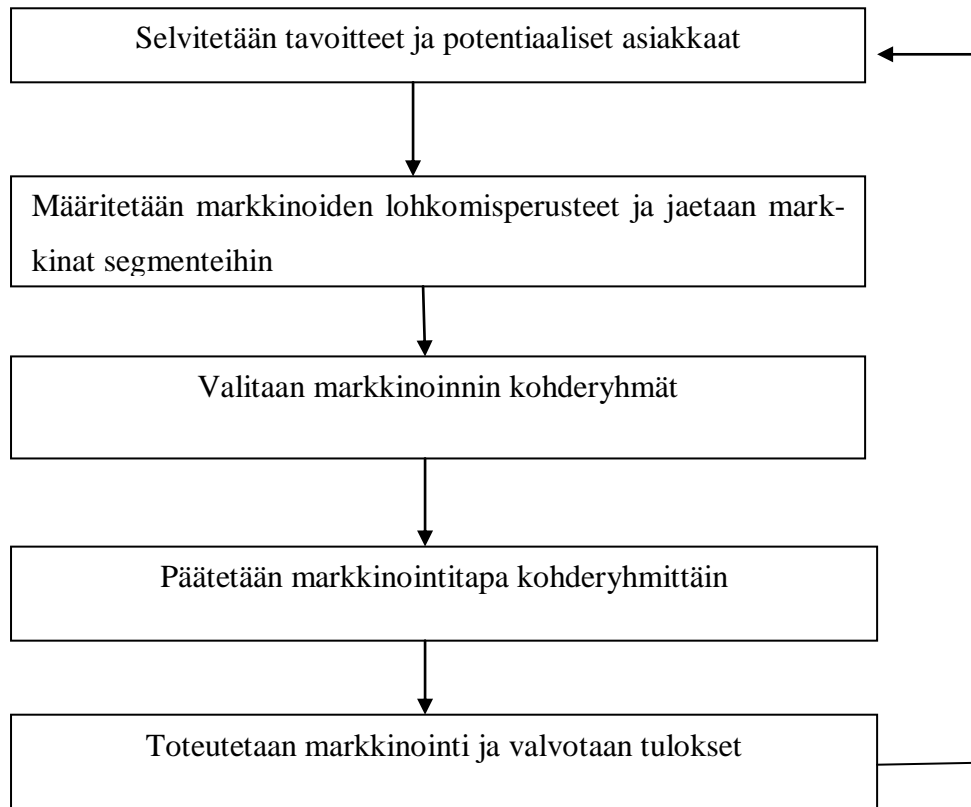 Selvitetään tavoitteet ja potentiaaliset asiakkaat
Määritetään markkinoiden lohkomisperusteet ja jaetaan mark-
kinat segmenteihin
Valitaan markkinoinnin kohderyhmät
Päätetään markkinointitapa kohderyhmittäin
Toteutetaan markkinointi ja valvotaan tulokset